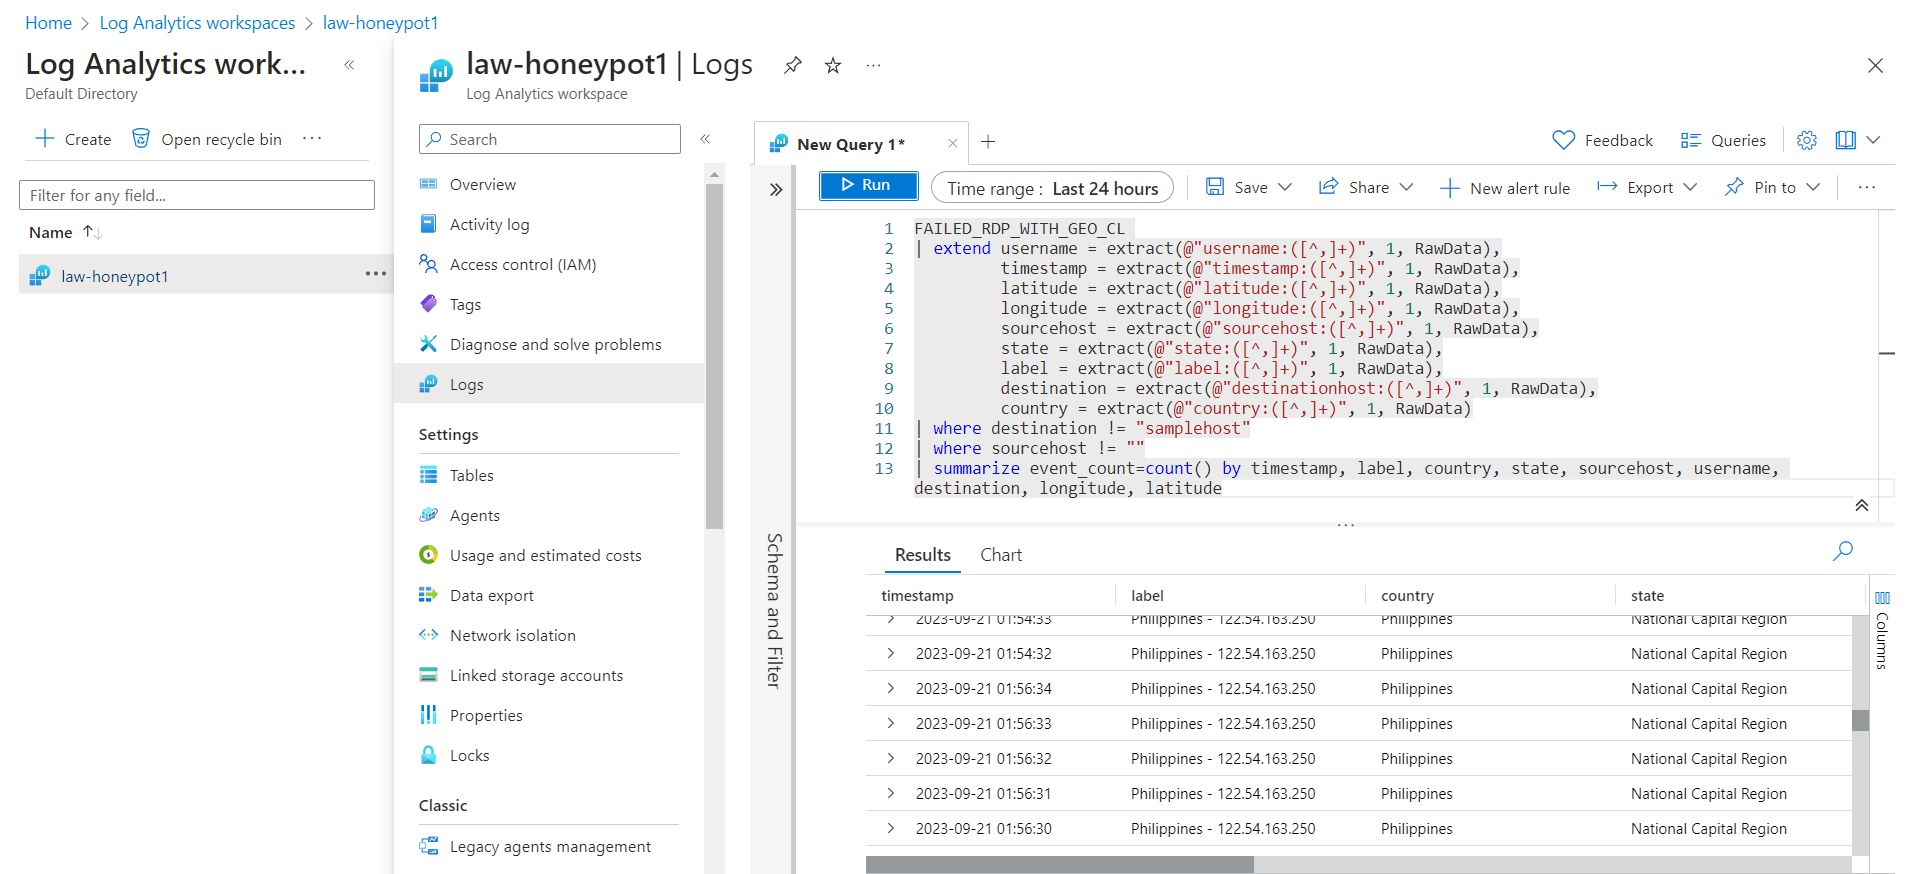 Home > Log Analytics workspaces > law-honeypot1
Log Analytics work...
Default Directory
Create
Open recycle bin
Filter for any field...
Name
law-honeypot1
law-honeypot1 | Logs
Log Analytics workspace
Search
Overview
Activity log
Access control (IAM)
Tags
Diagnose and solve problems
Logs
Settings
Tables
Agents
Usage and estimated costs
Data export
Network isolation
Linked storage accounts
Properties
Locks
Classic
Legacy agents management
New Query 1*
Feedback
Queries
Run
Time range : Last 24 hours
Save
Share
New alert rule
Export
Pin to
Schema and Filter
1 FAILED_RDP_WITH_GEO_CL
2 | extend username = extract(@"username:([^,]+)", 1, RawData),
3 timestamp = extract(@"timestamp:([^,]+)", 1, RawData),
4 latitude = extract(@"latitude:([^,]+)", 1, RawData),
5 longitude = extract(@"longitude:([^,]+)", 1, RawData),
6 sourcehost = extract(@"sourcehost:([^,]+)", 1, RawData),
7 state = extract(@"state:([^,]+)", 1, RawData),
8 label = extract(@"label:([^,]+)", 1, RawData),
9 destination = extract(@"destinationhost:([^,]+)", 1, RawData),
10 country = extract(@"country:([^,]+)", 1, RawData)
11 | where destination != "samplehost"
12 | where sourcehost != ""
13 | summarize event_count=count() by timestamp, label, country, state, sourcehost, username,
destination, longitude, latitude
Results Chart
timestamp label country state
2023-09-21 01:54:33 Philippines - 122.54.163.250 Philippines National Capital Region
2023-09-21 01:54:32 Philippines - 122.54.163.250 Philippines National Capital Region
2023-09-21 01:56:34 Philippines - 122.54.163.250 Philippines National Capital Region
2023-09-21 01:56:33 Philippines - 122.54.163.250 Philippines National Capital Region
2023-09-21 01:56:32 Philippines - 122.54.163.250 Philippines National Capital Region
2023-09-21 01:56:31 Philippines - 122.54.163.250 Philippines National Capital Region
2023-09-21 01:56:30 Philippines - 122.54.163.250 Philippines National Capital Region
Columns